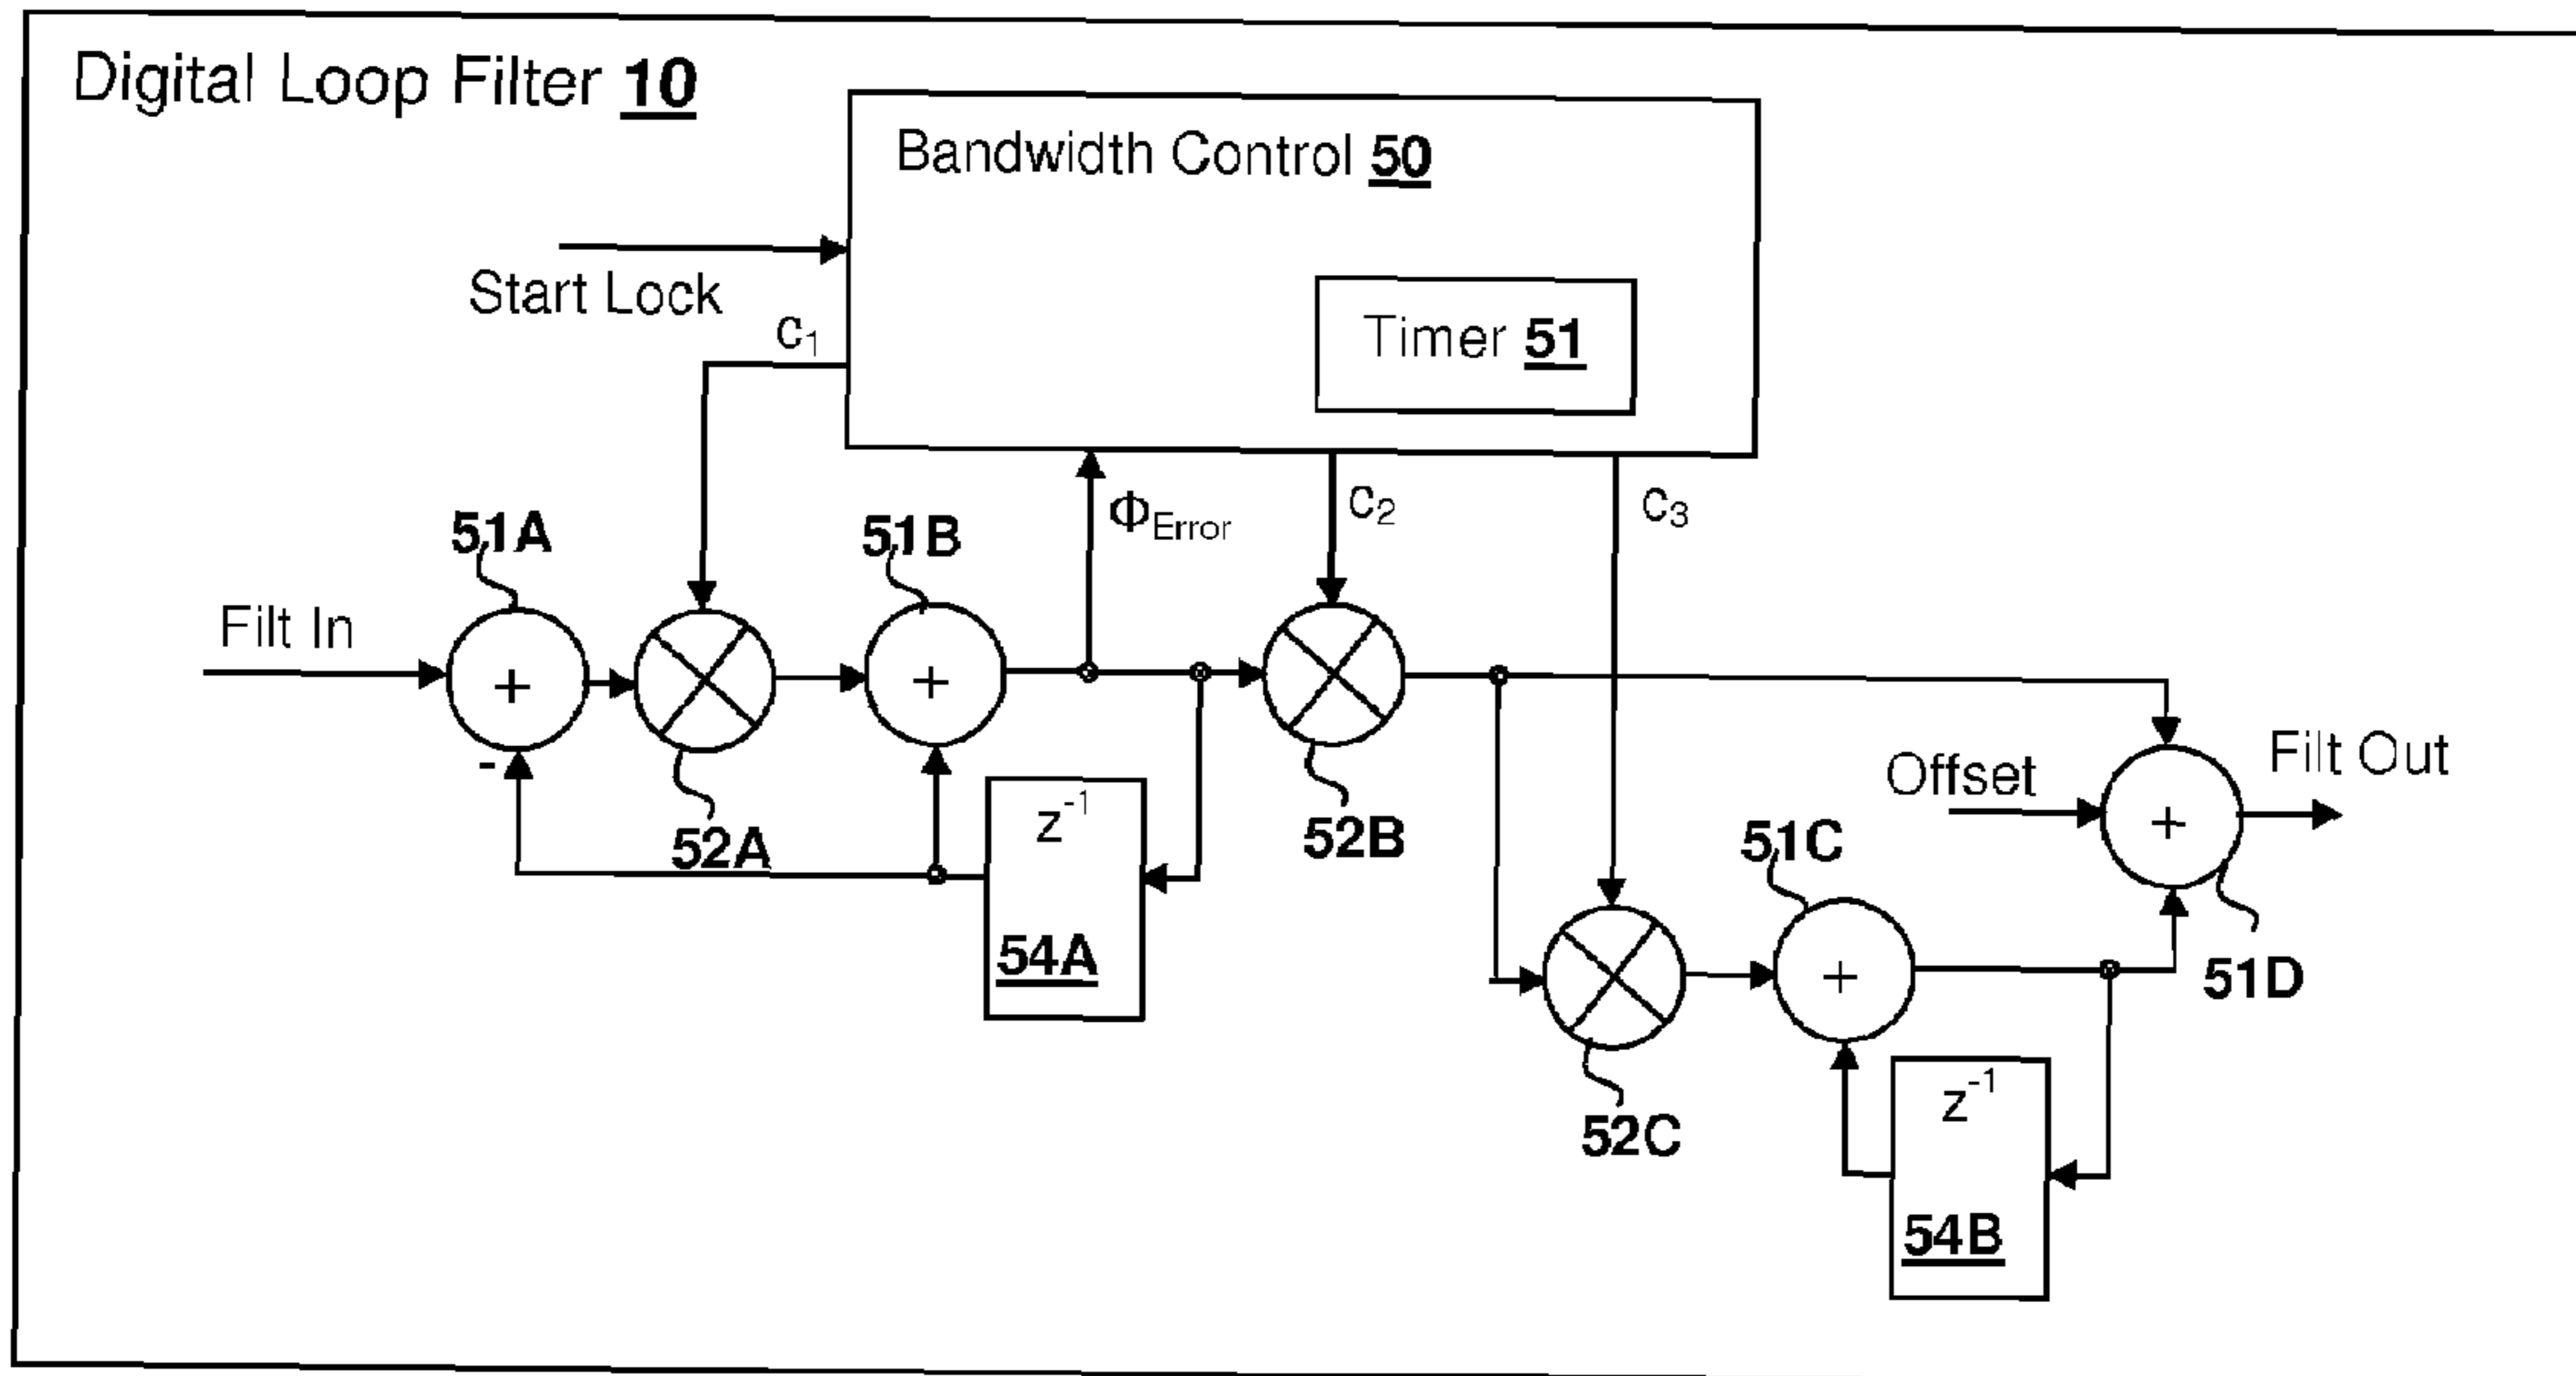 Digital Loop Filter 10
Bandwidth Control 50
Start Lock
Timer 51
c1
ΦError
c2
c3
51A
51B
Filt In
+
+
-
52A
z-1
54A
52B
Offset
Filt Out
+
51C
+
51D
52C
z-1
54B